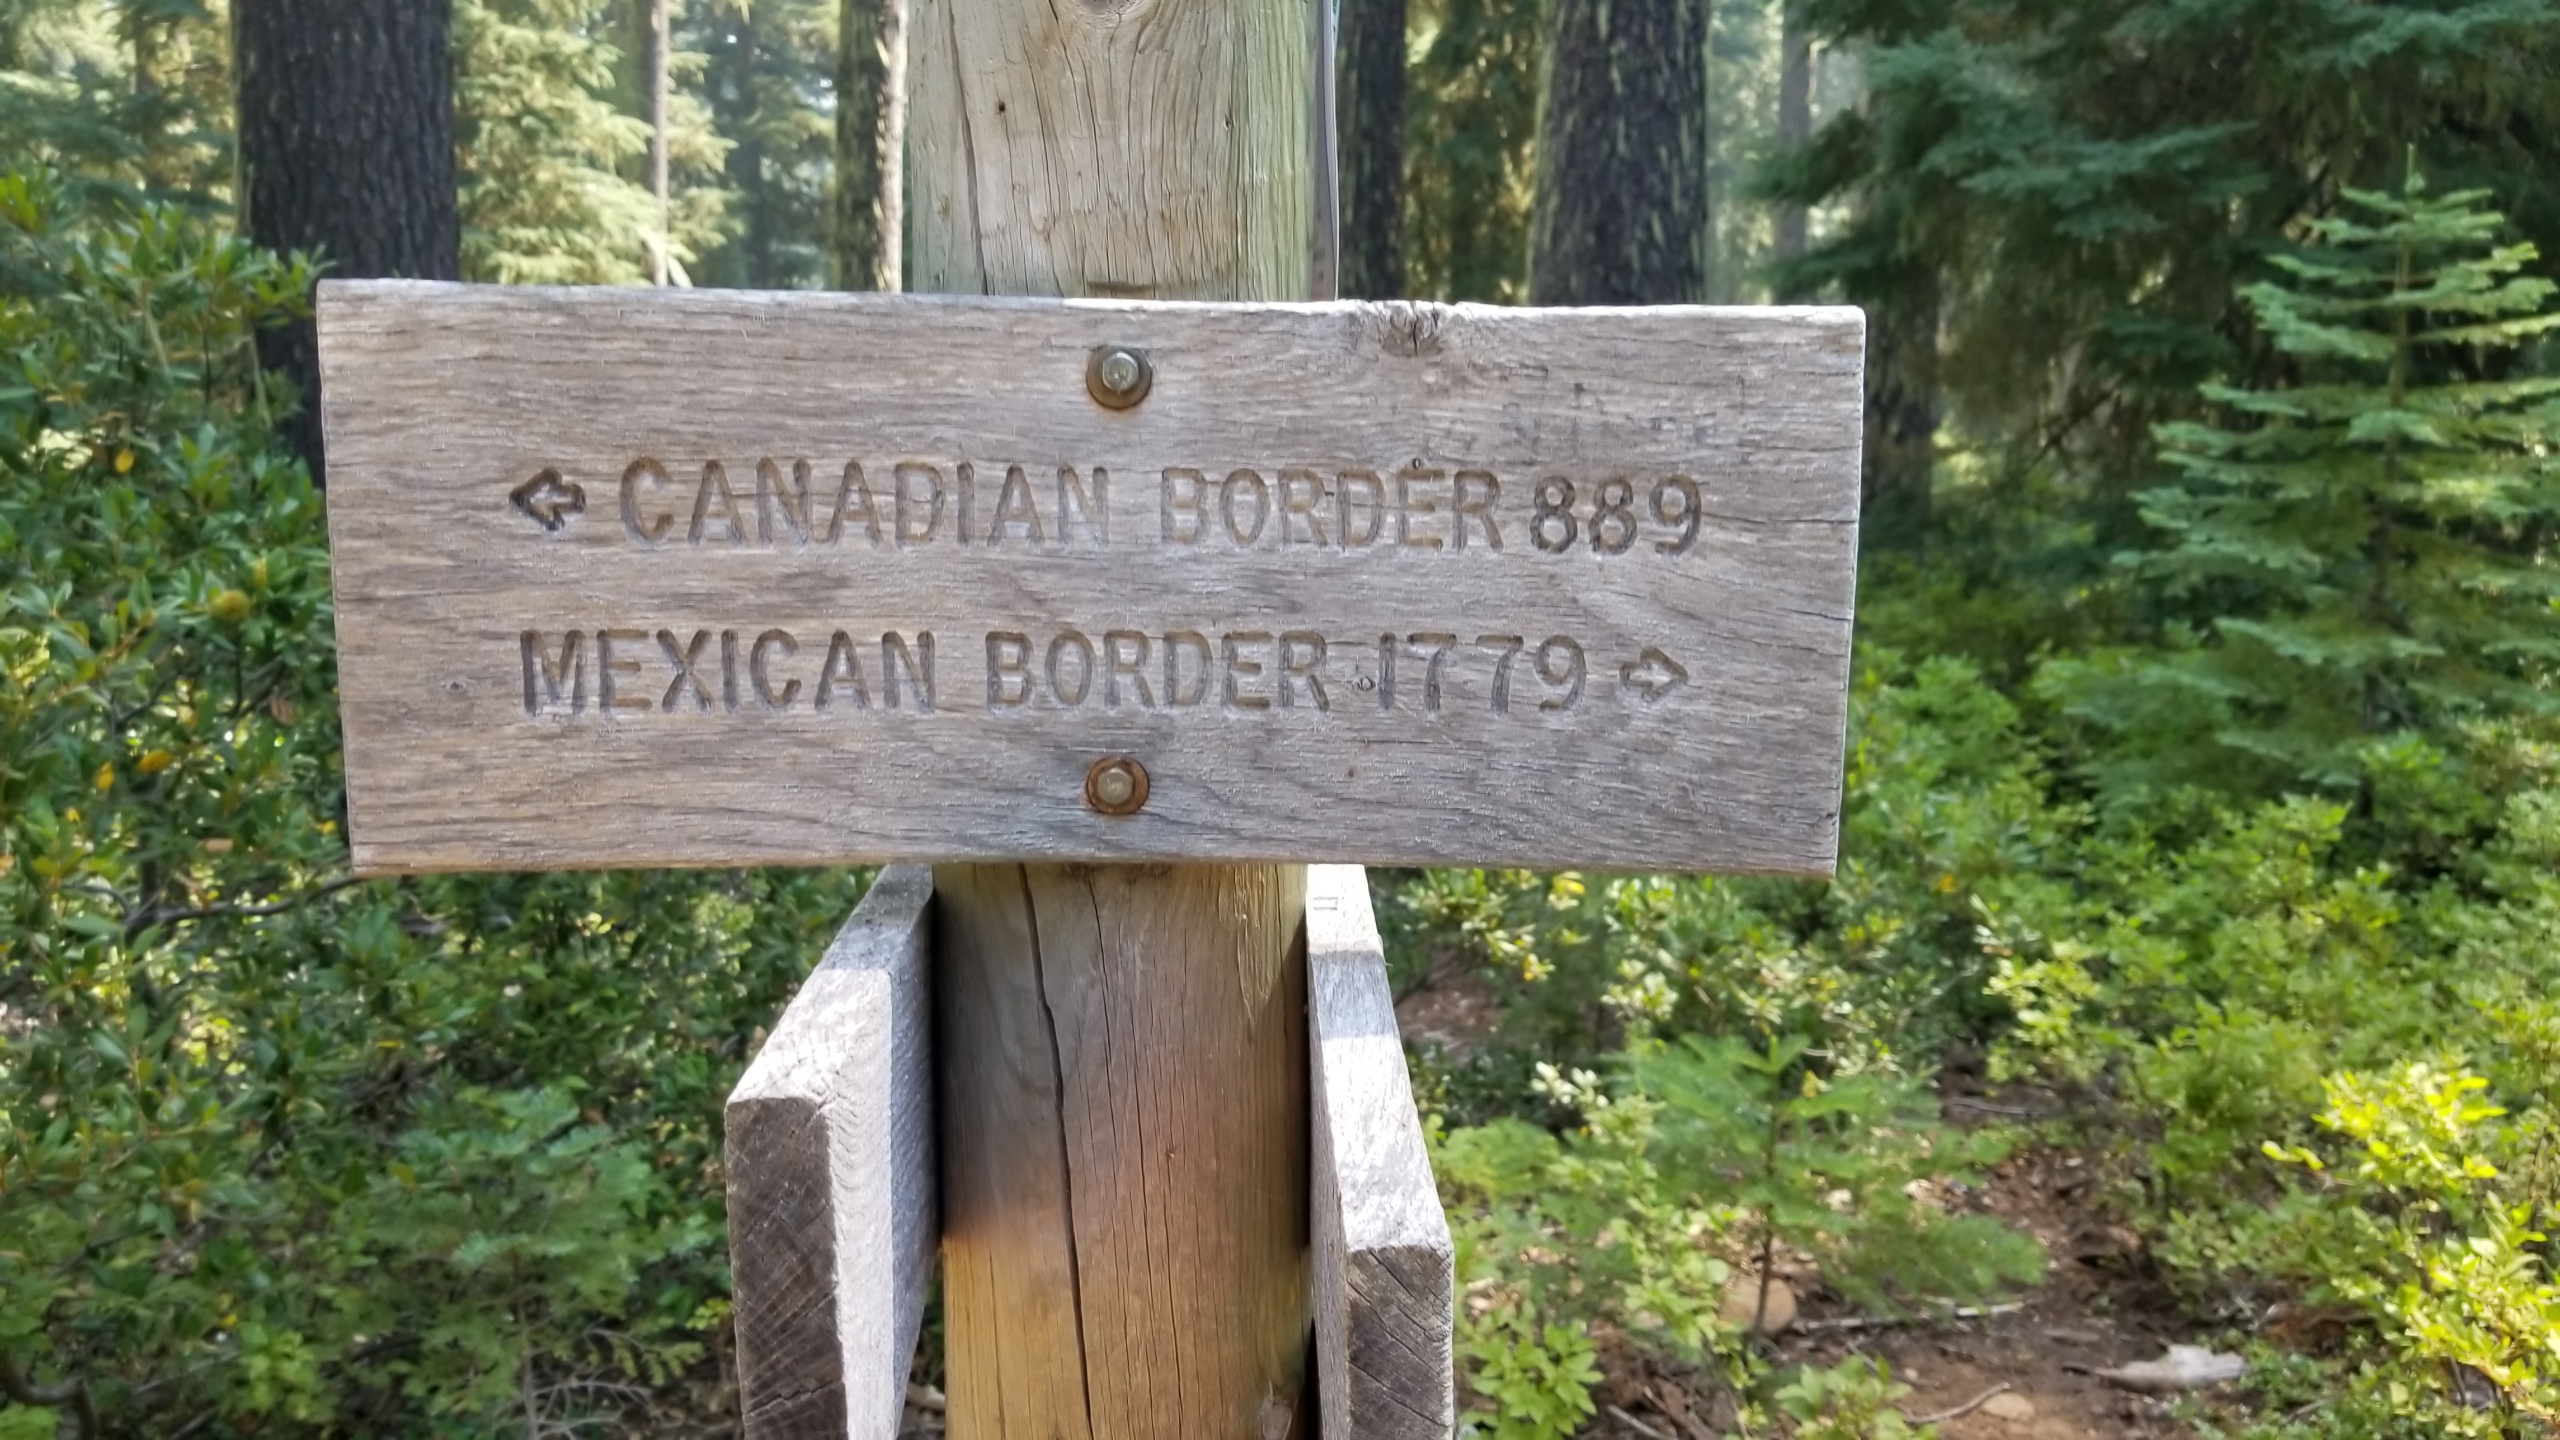 ⇦ CANADIAN BORDER 889
MEXICAN BORDER 1779 ⇨